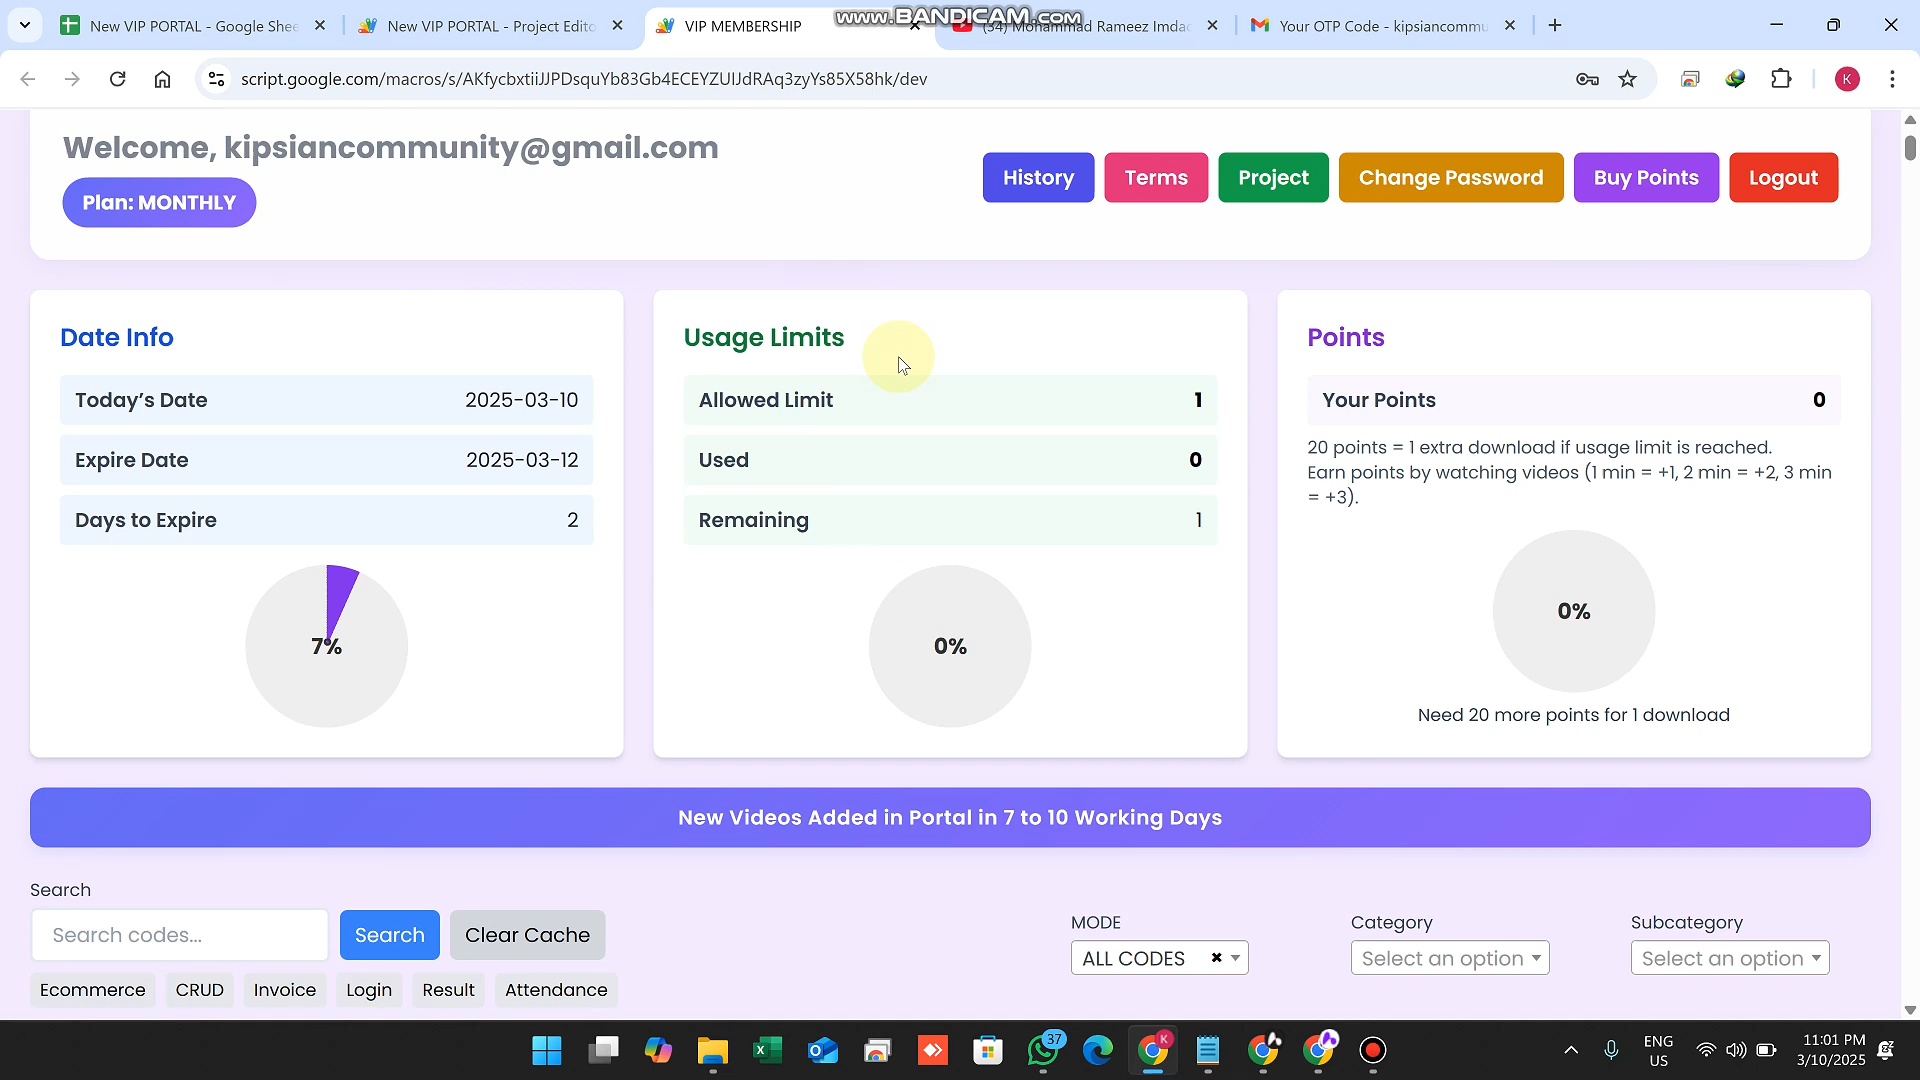 New VIP PORTAL - Google Shee
New VIP PORTAL - Project Edito
VIP MEMBERSHIP
www.BANDICAM.com
(34) Mohammad Rameez Imdac
Your OTP Code - kipsiancommu
script.google.com/macros/s/AKfycbxtiiJJPDsquYb83Gb4ECEYZUIJdRAq3zyYs85X58hk/dev
K
Welcome, kipsiancommunity@gmail.com
Plan: MONTHLY
History
Terms
Project
Change Password
Buy Points
Logout
Date Info
Today's Date 2025-03-10
Expire Date 2025-03-12
Days to Expire 2
7%
Usage Limits
Allowed Limit 1
Used 0
Remaining 1
0%
Points
Your Points 0
20 points = 1 extra download if usage limit is reached.
Earn points by watching videos (1 min = +1, 2 min = +2, 3 min
= +3).
0%
Need 20 more points for 1 download
New Videos Added in Portal in 7 to 10 Working Days
Search
Search codes...
Search
Clear Cache
Ecommerce
CRUD
Invoice
Login
Result
Attendance
MODE
ALL CODES
Category
Select an option
Subcategory
Select an option
37
K
ENG
US
11:01 PM
3/10/2025